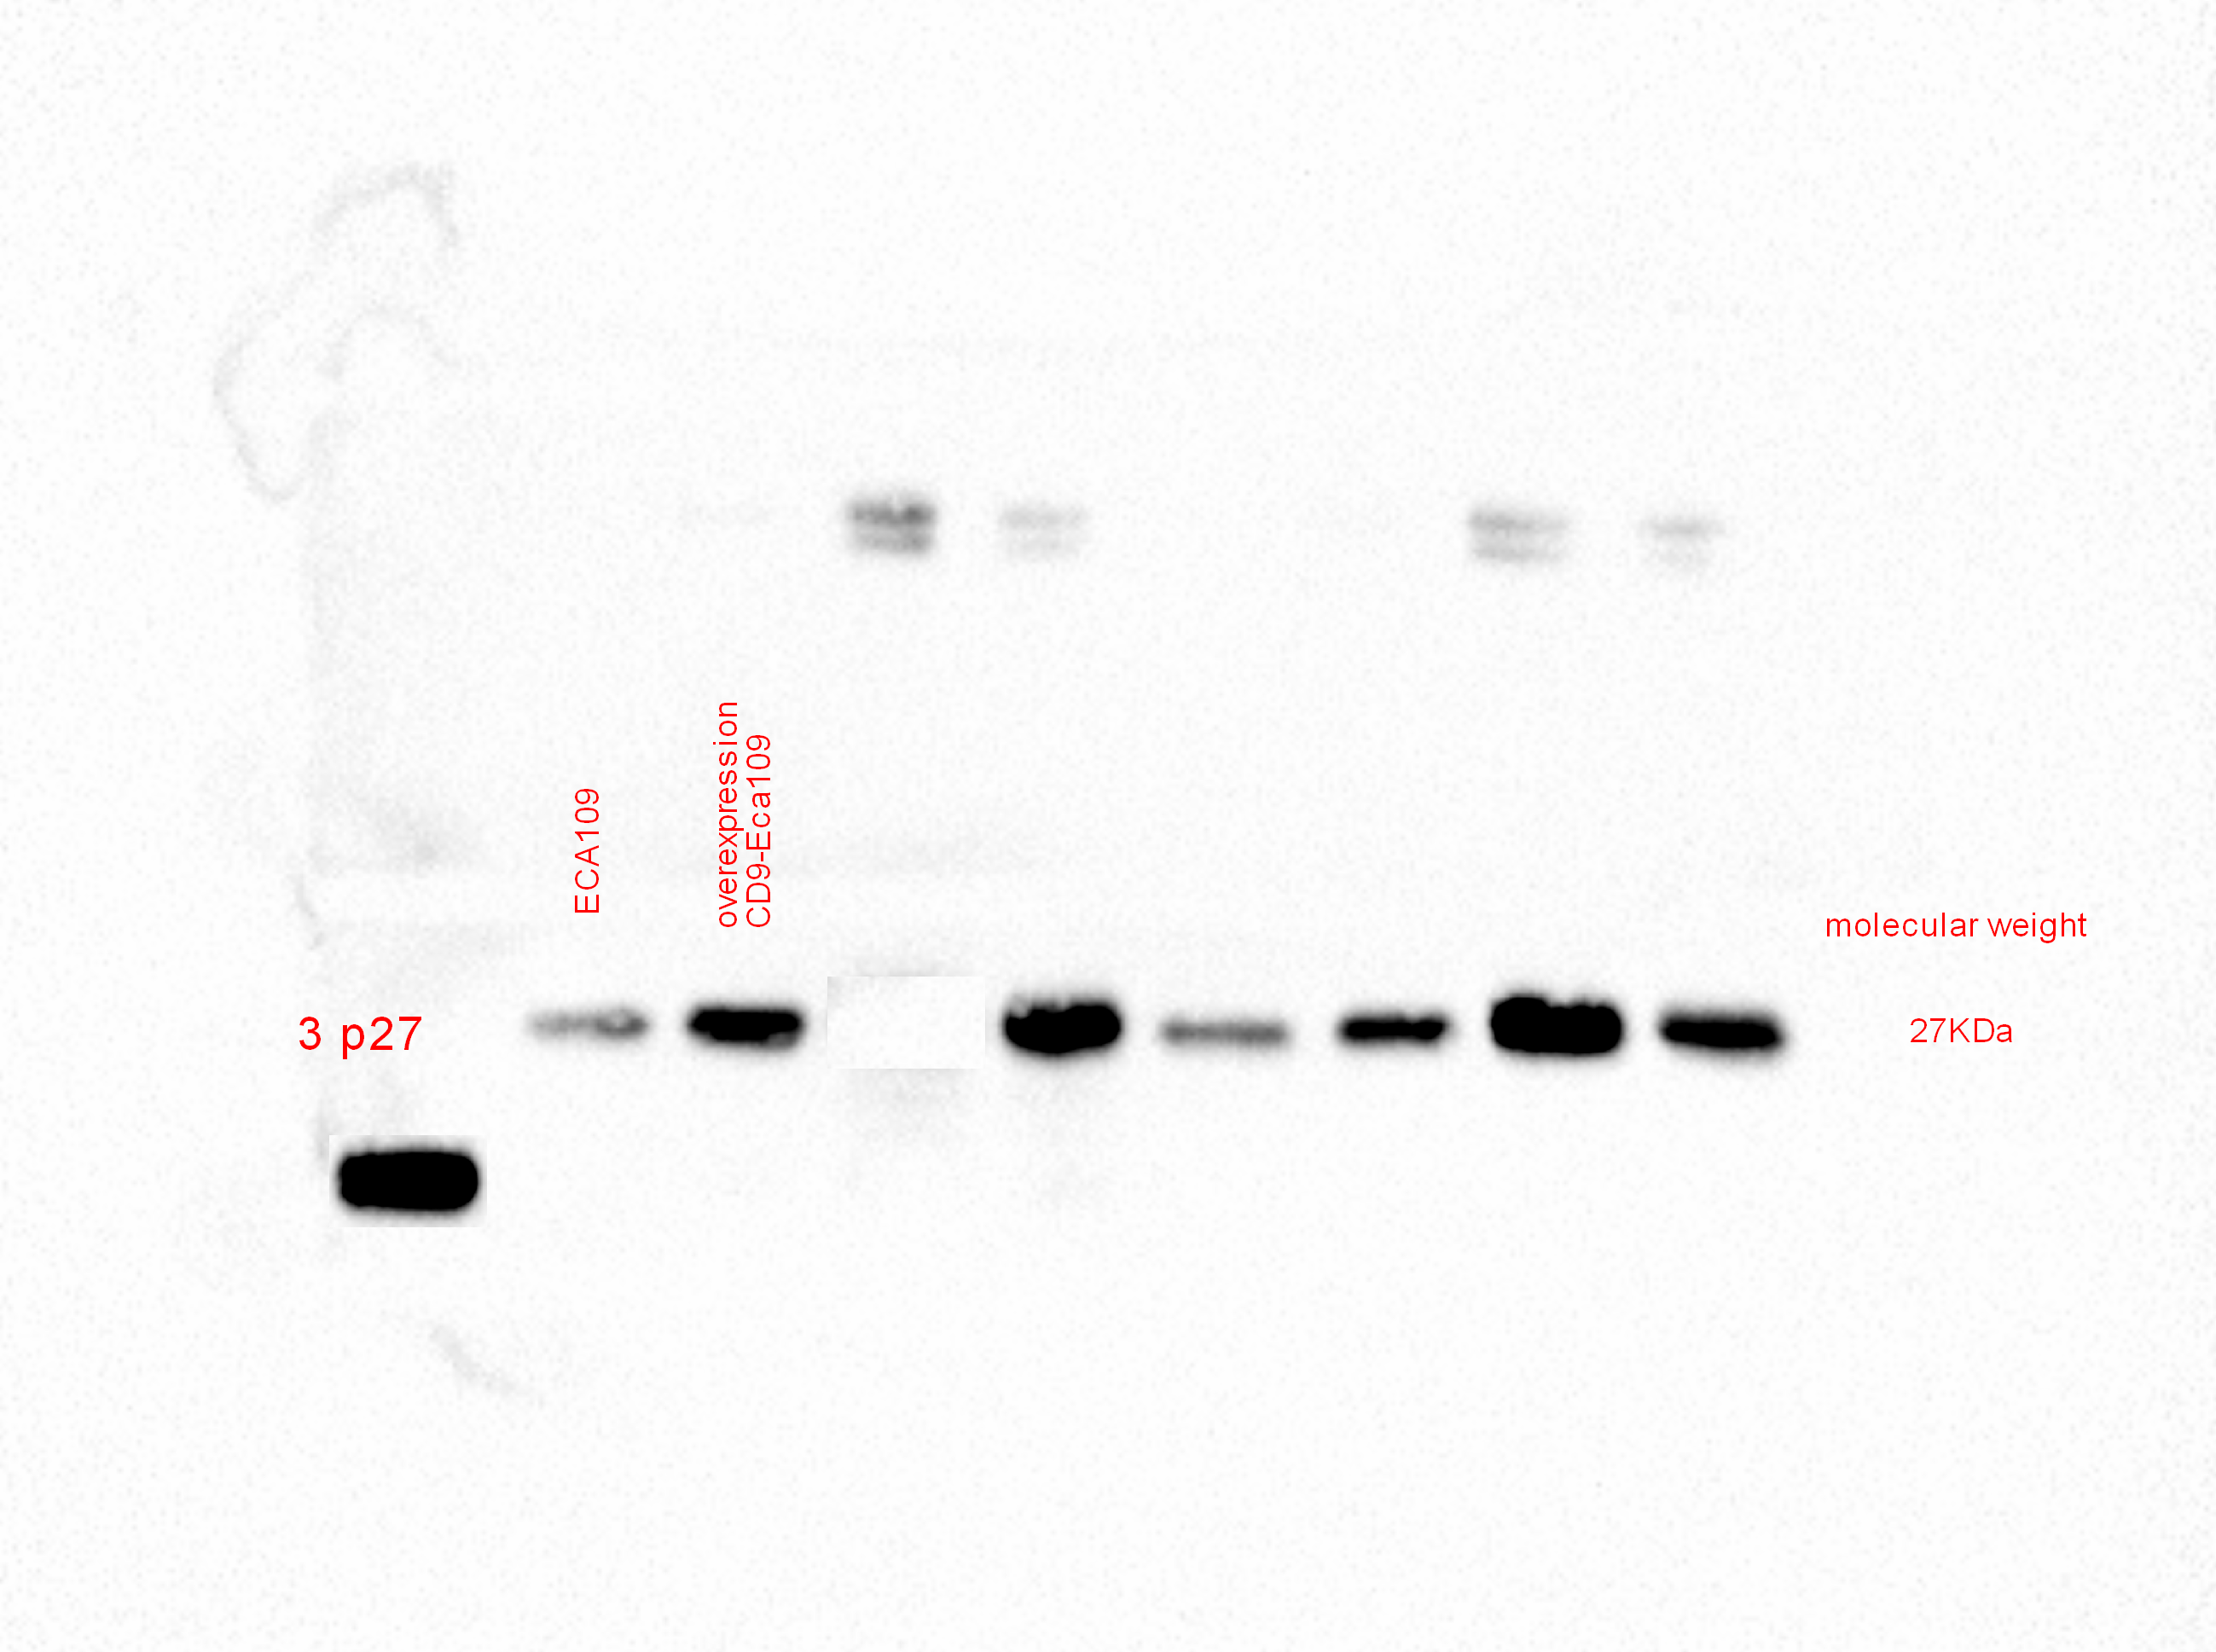 ECA109
overexpression
CD9-Eca109
molecular weight
3 p27
27KDa